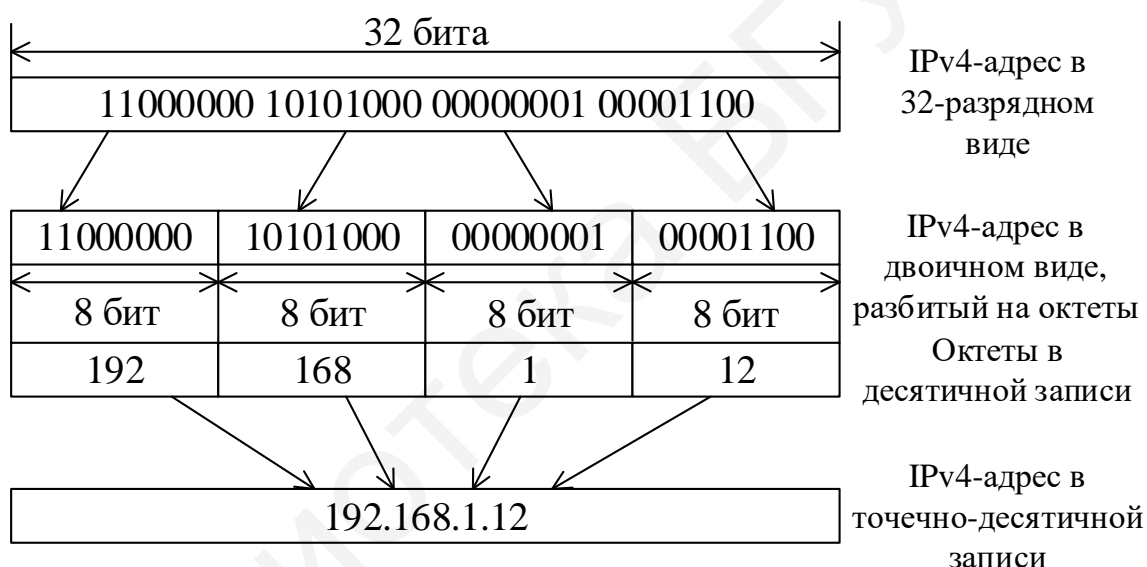 32 бита
11000000 10101000 00000001 00001100
IPv4-адрес в
32-разрядном
виде
11000000 10101000 00000001 00001100
8 бит 8 бит 8 бит 8 бит
IPv4-адрес в
двоичном виде,
разбитый на октеты
192 168 1 12
Октеты в
десятичной записи
192.168.1.12
IPv4-адрес в
точечно-десятичной
записи